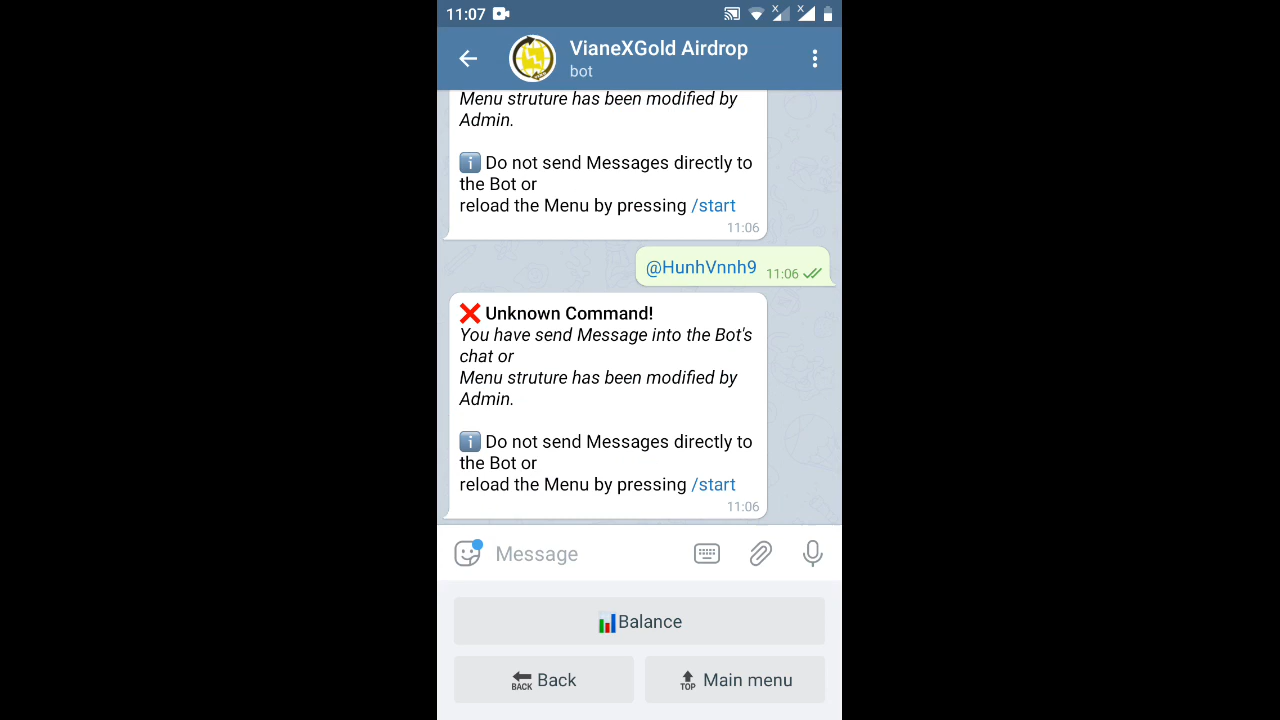 11:07
VianeXGold Airdrop
bot
Menu struture has been modified by
Admin.
Do not send Messages directly to
the Bot or
reload the Menu by pressing /start
11:06
@HunhVnnh9 11:06
Unknown Command!
You have send Message into the Bot's
chat or
Menu struture has been modified by
Admin.
Do not send Messages directly to
the Bot or
reload the Menu by pressing /start
11:06
Message
Balance
BACK Back
TOP Main menu